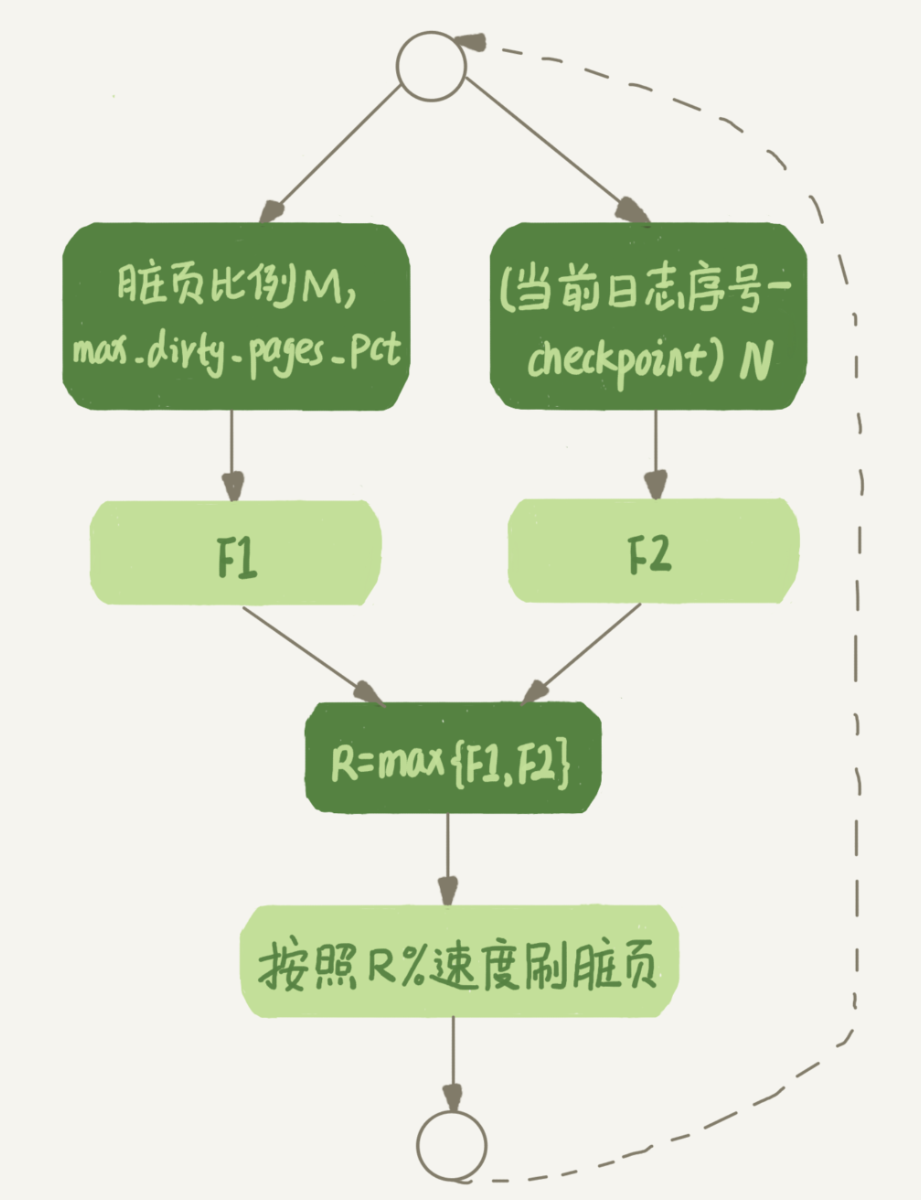 脏页比例M,
max_dirty_pages_pct
(当前日志序号-
checkpoint) N
F1
F2
R=max{F1,F2}
按照R%速度刷脏页